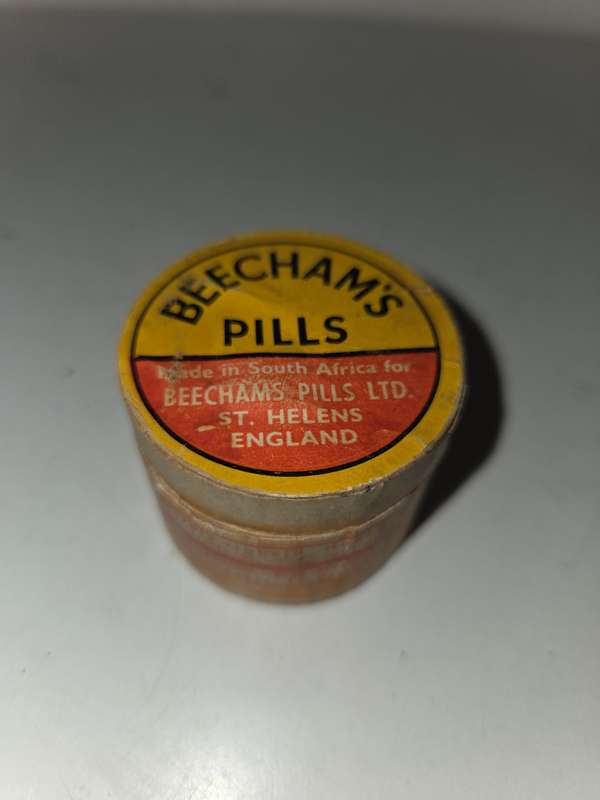 BEECHAM'S
PILLS
Made in South Africa for
BEECHAMS PILLS LTD.
ST. HELENS
ENGLAND